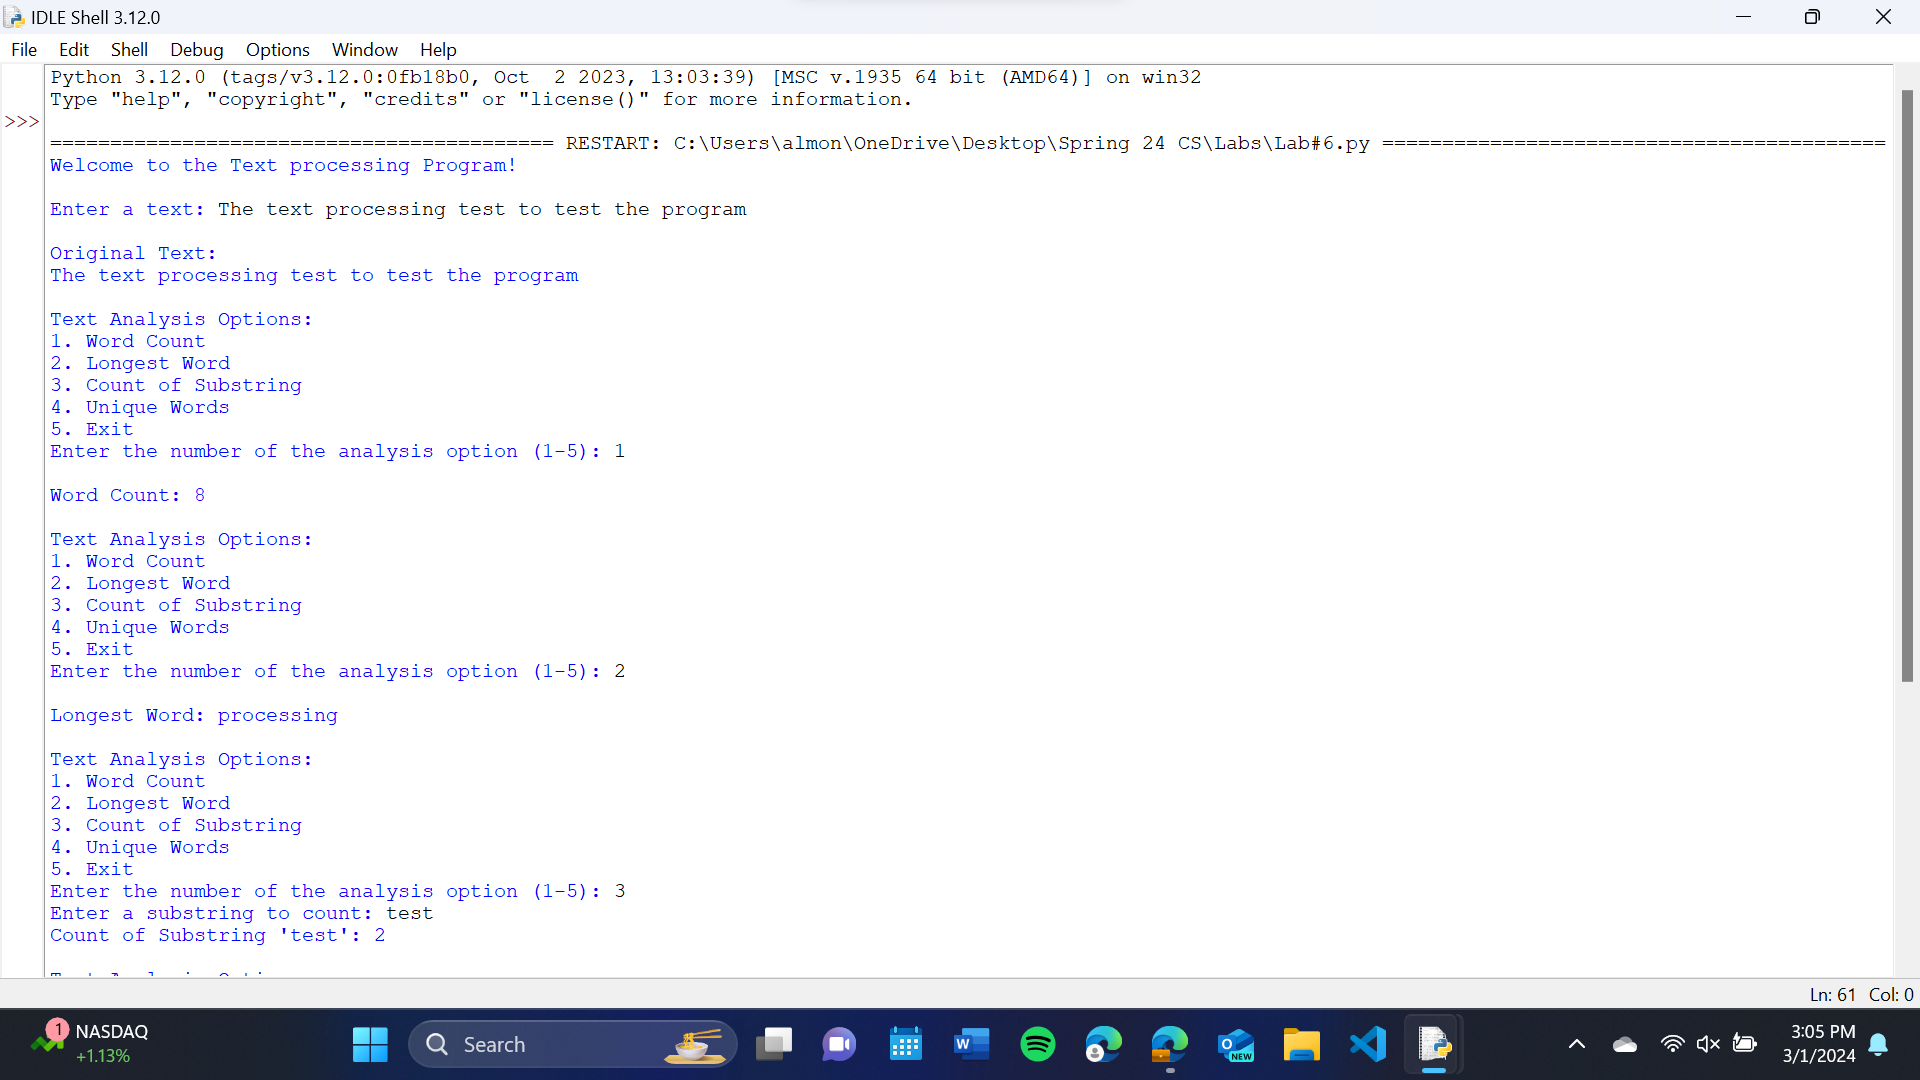 IDLE Shell 3.12.0
File Edit Shell Debug Options Window Help
Python 3.12.0 (tags/v3.12.0:0fb18b0, Oct  2 2023, 13:03:39) [MSC v.1935 64 bit (AMD64)] on win32
Type "help", "copyright", "credits" or "license()" for more information.
>>>
========================================== RESTART: C:\Users\almon\OneDrive\Desktop\Spring 24 CS\Labs\Lab#6.py ==========================================
Welcome to the Text processing Program!
Enter a text: The text processing test to test the program
Original Text:
The text processing test to test the program
Text Analysis Options:
1. Word Count
2. Longest Word
3. Count of Substring
4. Unique Words
5. Exit
Enter the number of the analysis option (1-5): 1
Word Count: 8
Text Analysis Options:
1. Word Count
2. Longest Word
3. Count of Substring
4. Unique Words
5. Exit
Enter the number of the analysis option (1-5): 2
Longest Word: processing
Text Analysis Options:
1. Word Count
2. Longest Word
3. Count of Substring
4. Unique Words
5. Exit
Enter the number of the analysis option (1-5): 3
Enter a substring to count: test
Count of Substring 'test': 2
Ln: 61 Col: 0
1
NASDAQ
+1.13%
Search
W
NEW
3:05 PM
3/1/2024